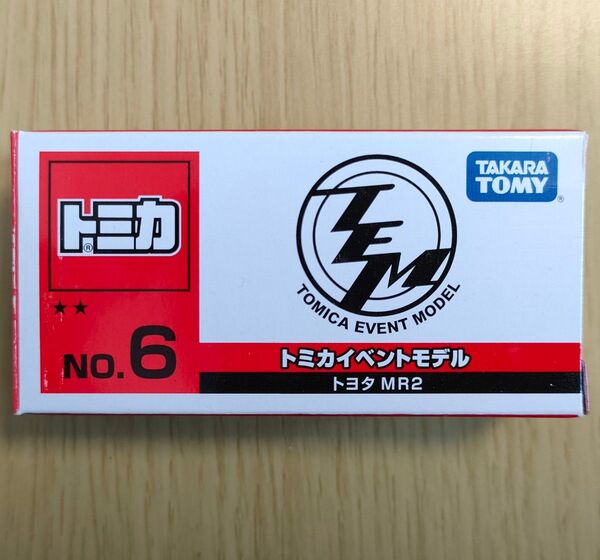 トミカ®
★★
NO.6
TEM
TOMICA EVENT MODEL
TAKARA
TOMY®
トミカイベントモデル
トヨタ MR2